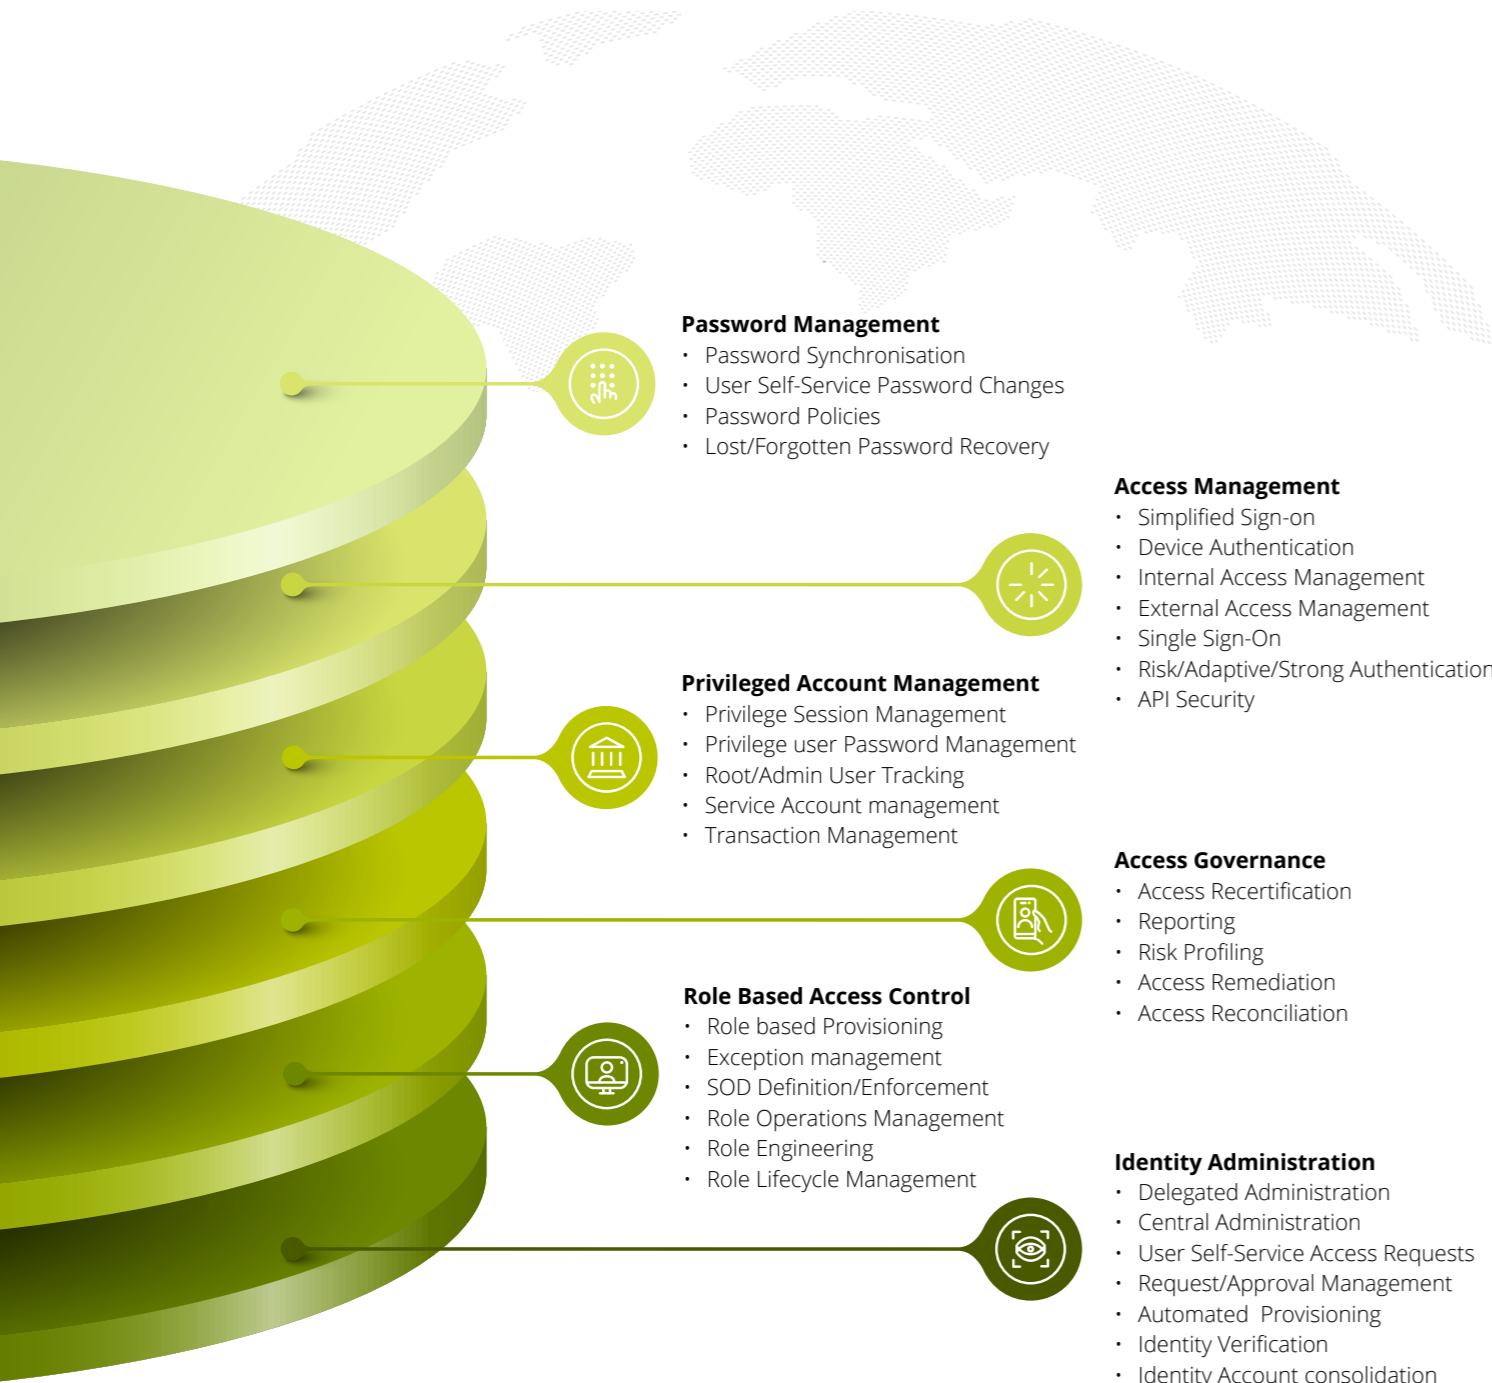 Password Management
• Password Synchronisation
• User Self-Service Password Changes
• Password Policies
• Lost/Forgotten Password Recovery
Access Management
• Simplified Sign-on
• Device Authentication
• Internal Access Management
• External Access Management
• Single Sign-On
• Risk/Adaptive/Strong Authentication
• API Security
Privileged Account Management
• Privilege Session Management
• Privilege user Password Management
• Root/Admin User Tracking
• Service Account management
• Transaction Management
Access Governance
• Access Recertification
• Reporting
• Risk Profiling
• Access Remediation
• Access Reconciliation
Role Based Access Control
• Role based Provisioning
• Exception management
• SOD Definition/Enforcement
• Role Operations Management
• Role Engineering
• Role Lifecycle Management
Identity Administration
• Delegated Administration
• Central Administration
• User Self-Service Access Requests
• Request/Approval Management
• Automated  Provisioning
• Identity Verification
• Identity Account consolidation